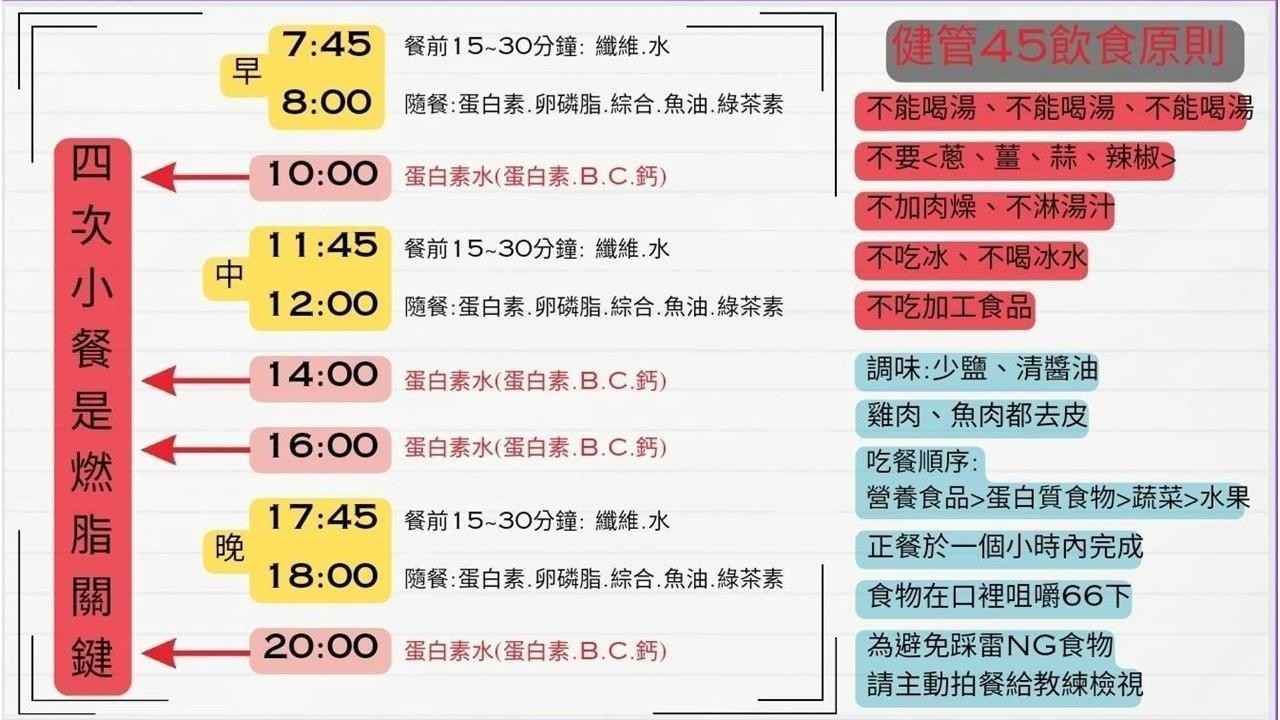 四次小餐是燃脂關鍵
早
7:45 餐前15~30分鐘: 纖維.水
8:00 隨餐:蛋白素.卵磷脂.綜合.魚油.綠茶素
10:00 蛋白素水(蛋白素.B.C.鈣)
中
11:45 餐前15~30分鐘: 纖維.水
12:00 隨餐:蛋白素.卵磷脂.綜合.魚油.綠茶素
14:00 蛋白素水(蛋白素.B.C.鈣)
16:00 蛋白素水(蛋白素.B.C.鈣)
晚
17:45 餐前15~30分鐘: 纖維.水
18:00 隨餐:蛋白素.卵磷脂.綜合.魚油.綠茶素
20:00 蛋白素水(蛋白素.B.C.鈣)
健管45飲食原則
不能喝湯、不能喝湯、不能喝湯
不要<蔥、薑、蒜、辣椒>
不加肉燥、不淋湯汁
不吃冰、不喝冰水
不吃加工食品
調味:少鹽、清醬油
雞肉、魚肉都去皮
吃餐順序:
營養食品>蛋白質食物>蔬菜>水果
正餐於一個小時內完成
食物在口裡咀嚼66下
為避免踩雷NG食物
請主動拍餐給教練檢視